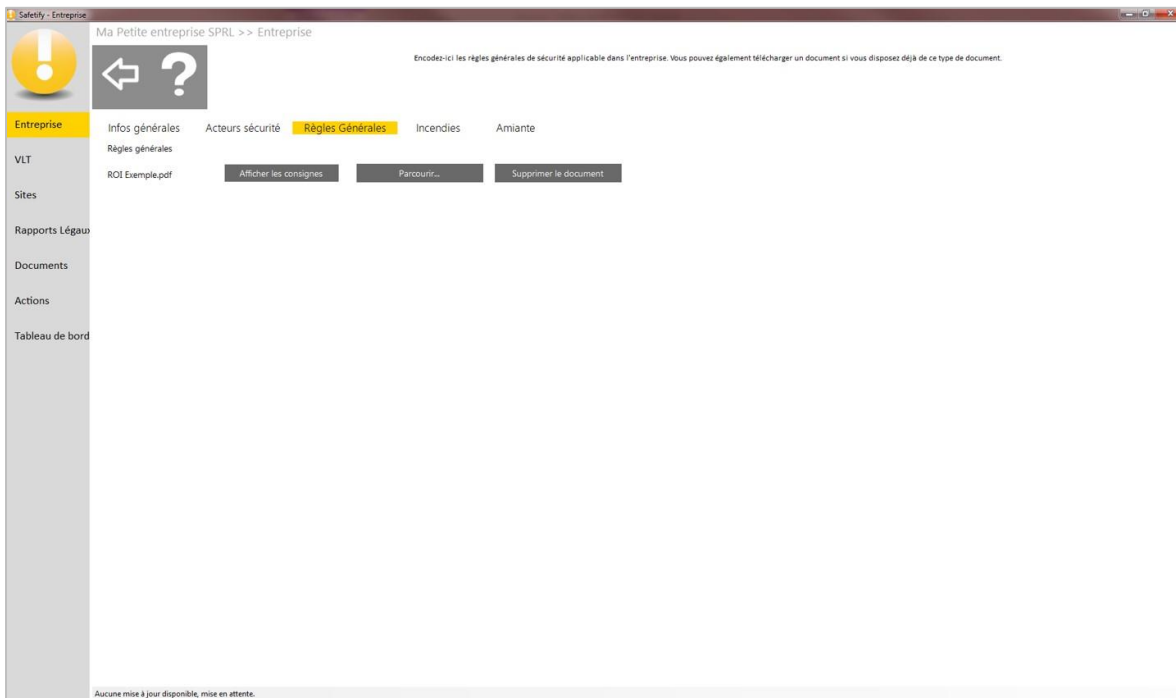 Safetify - Entreprise
Ma Petite entreprise SPRL >> Entreprise
Encodez-ici les règles générales de sécurité applicable dans l'entreprise. Vous pouvez également télécharger un document si vous disposez déjà de ce type de document.
Entreprise
VLT
Sites
Rapports Légaux
Documents
Actions
Tableau de bord
Infos générales Acteurs sécurité Règles Générales Incendies Amiante
Règles générales
ROI Exemple.pdf Afficher les consignes Parcourir... Supprimer le document
Aucune mise à jour disponible, mise en attente.